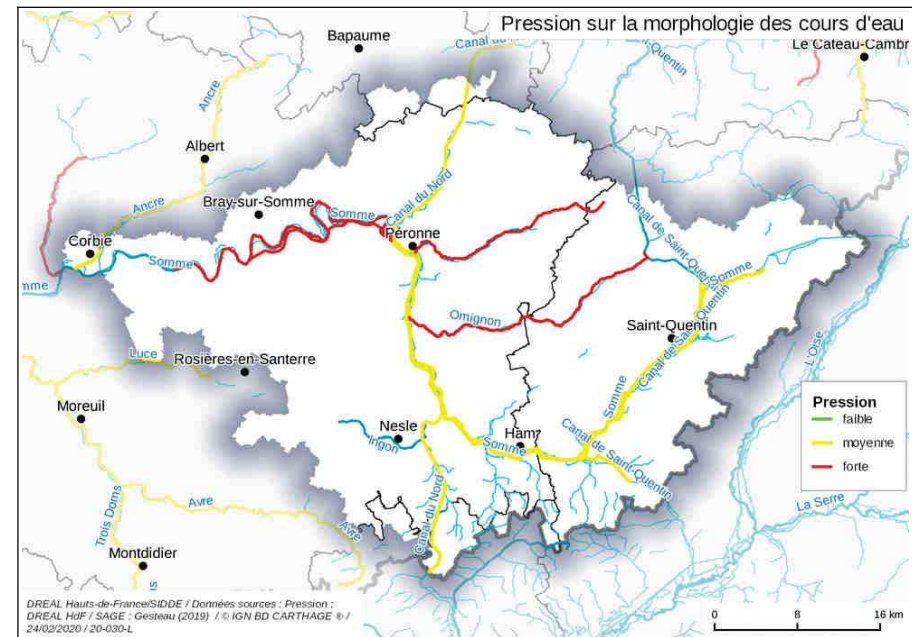 Pression sur la morphologie des cours d'eau
Bapaume
Canal du
St-Quentin
Le Cateau-Cambr
Ancre
Albert
Ancre
Bray-sur-Somme
Somme
Canal du Nord
Péronne
Corbie
Somme
mme
Canal de Saint-Quentin
Somme
Omignon
Saint-Quentin
Canal de Saint-Quentin
L'Oise
Luce
Rosières-en-Santerre
Moreuil
Somme
Pression
faible
moyenne
forte
Nesle
Ingon
Somme
Ham
Canal de Saint-Quentin
La Serre
Trois Doms
Avre
Avre
Canal du Nord
Montdidier
DREAL Hauts-de-France/SIDDE / Données sources : Pression :
DREAL HdF / SAGE : Gesteau (2019) / © IGN BD CARTHAGE ® /
24/02/2020 / 20-030-L
0 8 16 km